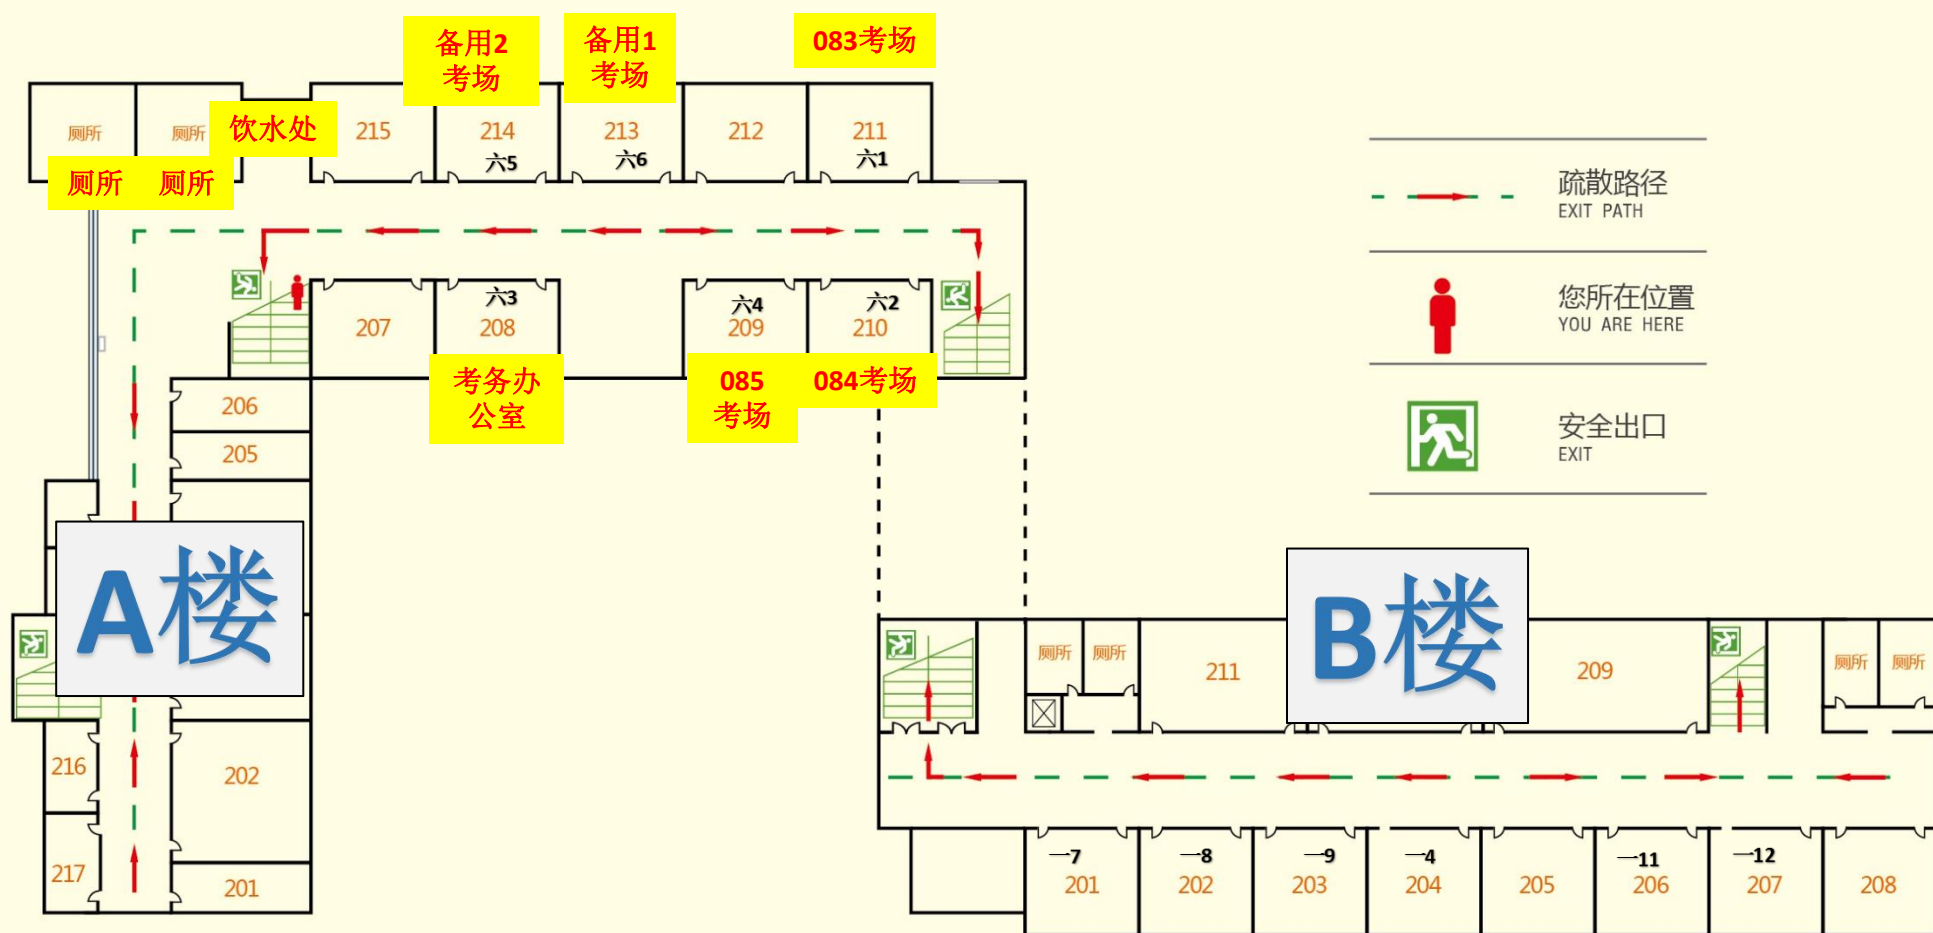 备用2
考场
备用1
考场
083考场
厕所
厕所
饮水处
215
214
六5
213
六6
212
211
六1
厕所
厕所
207
六3
208
六4
209
六2
210
考务办
公室
085
考场
084考场
206
205
疏散路径
EXIT PATH
您所在位置
YOU ARE HERE
安全出口
EXIT
A楼
B楼
216
202
217
201
厕所
厕所
211
209
厕所
厕所
一7
201
一8
202
一9
203
一4
204
205
一11
206
一12
207
208